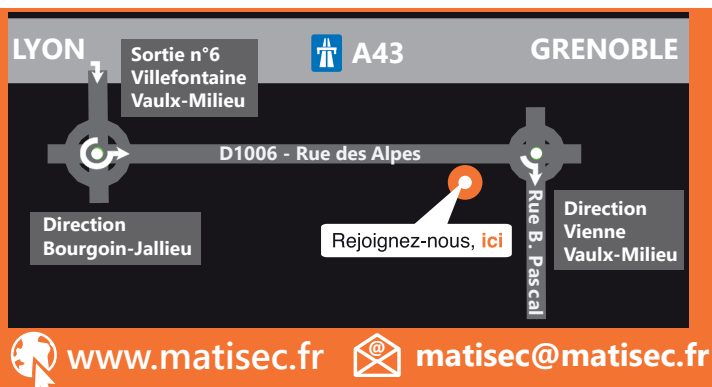 LYON
Sortie n°6
Villefontaine
Vaulx-Milieu
A43
GRENOBLE
D1006 - Rue des Alpes
Direction
Bourgoin-Jallieu
Rejoignez-nous, ici
Rue B. Pascal
Direction
Vienne
Vaulx-Milieu
www.matisec.fr
@
matisec@matisec.fr